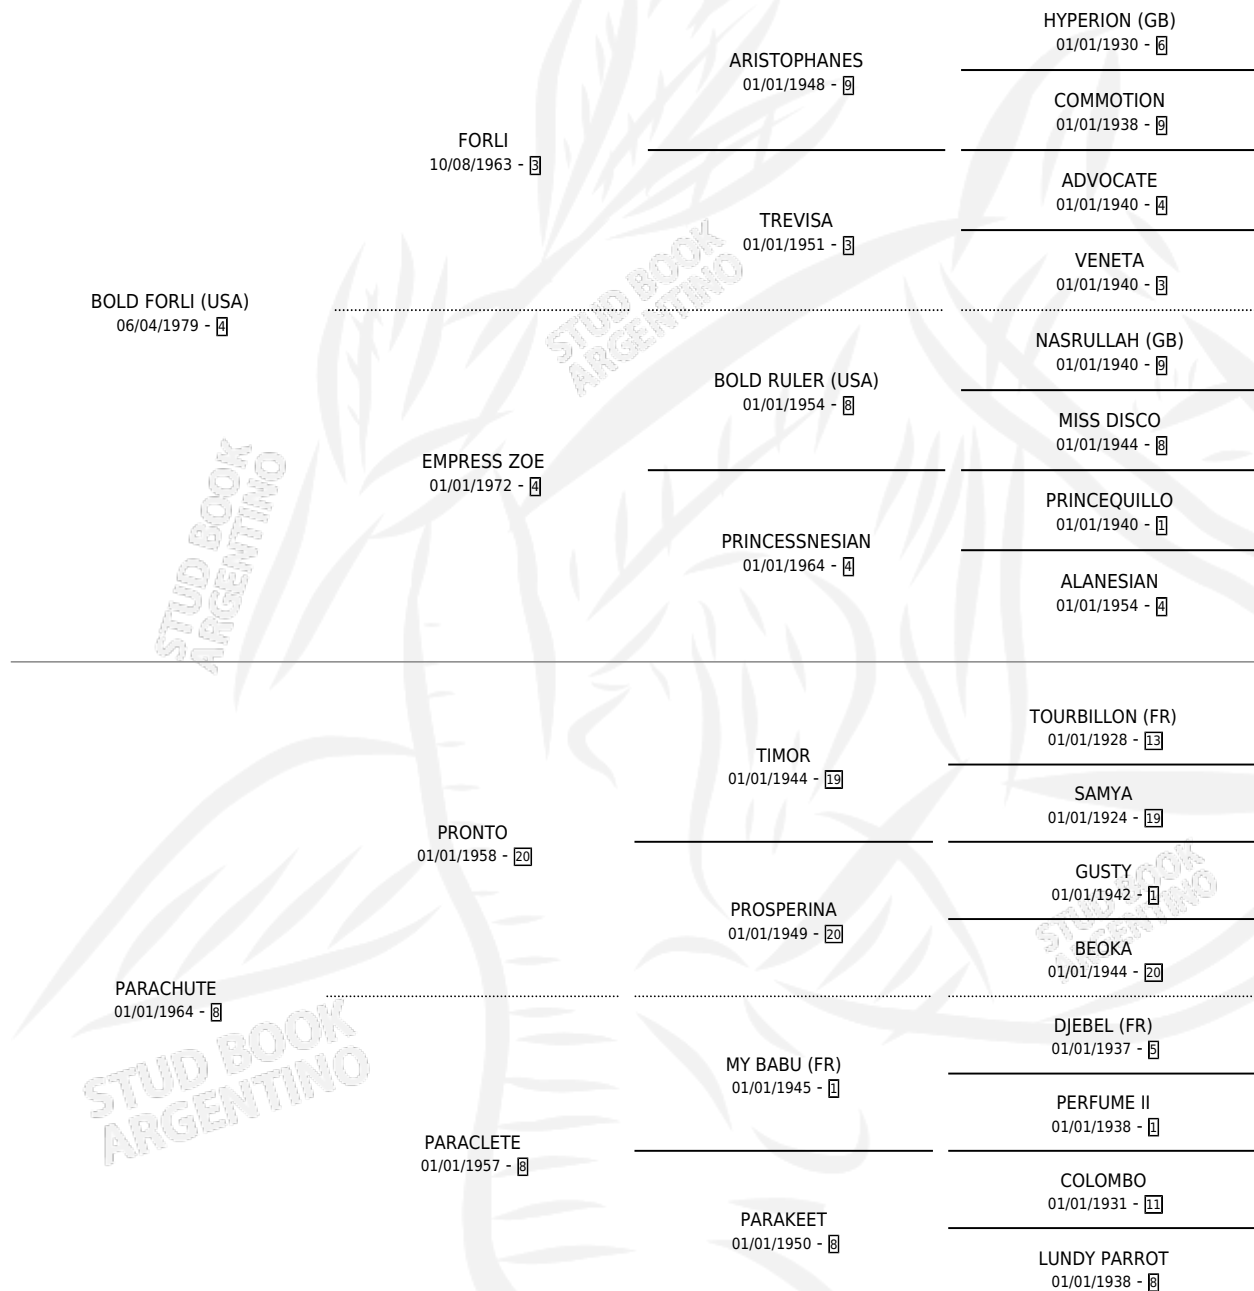 HYPERION (GB)
01/01/1930 - 6
ARISTOPHANES
01/01/1948 - 9
COMMOTION
01/01/1938 - 9
FORLI
10/08/1963 - 3
ADVOCATE
01/01/1940 - 4
TREVISA
01/01/1951 - 3
VENETA
01/01/1940 - 3
BOLD FORLI (USA)
06/04/1979 - 4
NASRULLAH (GB)
01/01/1940 - 9
BOLD RULER (USA)
01/01/1954 - 8
MISS DISCO
01/01/1944 - 8
EMPRESS ZOE
01/01/1972 - 4
PRINCEQUILLO
01/01/1940 - 1
PRINCESSNESIAN
01/01/1964 - 4
ALANESIAN
01/01/1954 - 4
TOURBILLON (FR)
01/01/1928 - 13
TIMOR
01/01/1944 - 19
SAMYA
01/01/1924 - 19
PRONTO
01/01/1958 - 20
GUSTY
01/01/1942 - 1
PROSPERINA
01/01/1949 - 20
BEOKA
01/01/1944 - 20
PARACHUTE
01/01/1964 - 8
DJEBEL (FR)
01/01/1937 - 5
MY BABU (FR)
01/01/1945 - 1
PERFUME II
01/01/1938 - 1
PARACLETE
01/01/1957 - 8
COLOMBO
01/01/1931 - 11
PARAKEET
01/01/1950 - 8
LUNDY PARROT
01/01/1938 - 8
STUD BOOK
ARGENTINO
STUD BOOK
ARGENTINO
STUD BOOK
ARGENTINO
STUD BOOK
ARGENTINO